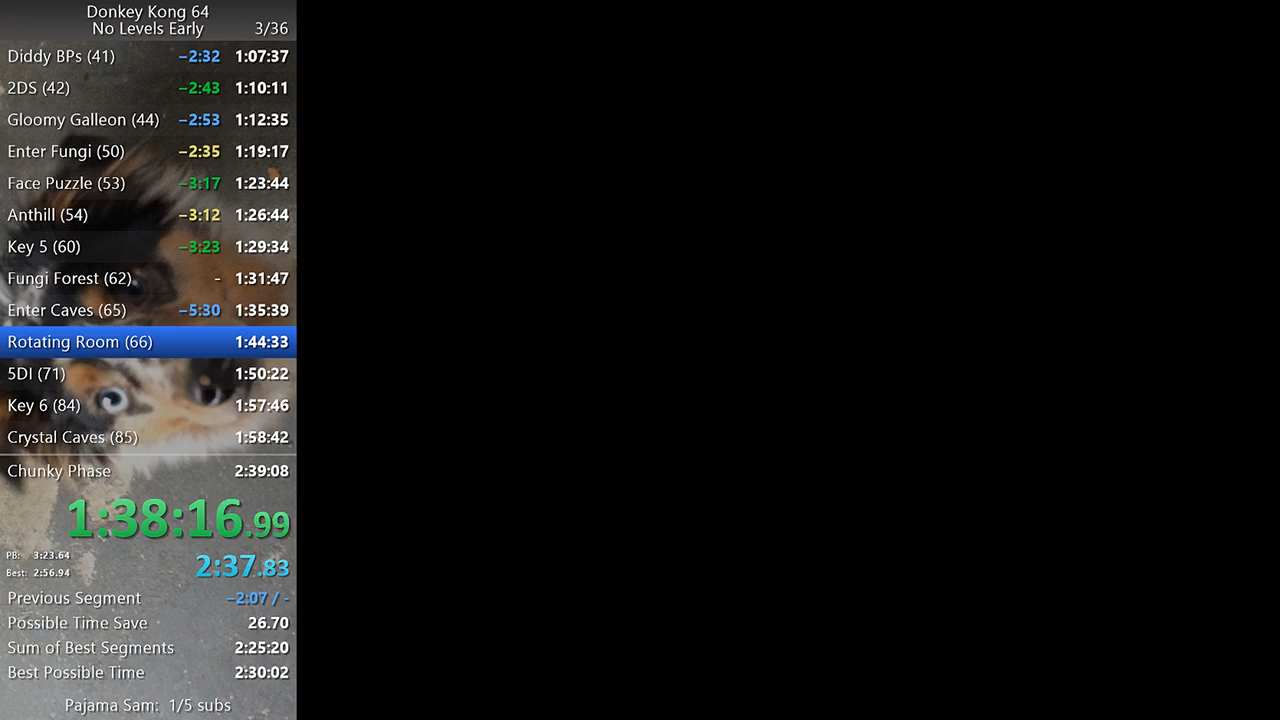 Donkey Kong 64
No Levels Early 3/36
Diddy BPs (41) −2:32 1:07:37
2DS (42) −2:43 1:10:11
Gloomy Galleon (44) −2:53 1:12:35
Enter Fungi (50) −2:35 1:19:17
Face Puzzle (53) −3:17 1:23:44
Anthill (54) −3:12 1:26:44
Key 5 (60) −3:23 1:29:34
Fungi Forest (62) - 1:31:47
Enter Caves (65) −5:30 1:35:39
Rotating Room (66) 1:44:33
5DI (71) 1:50:22
Key 6 (84) 1:57:46
Crystal Caves (85) 1:58:42
Chunky Phase 2:39:08
1:38:16.99
PB: 3:23.64
2:37.83
Best: 2:56.94
Previous Segment −2:07 / -
Possible Time Save 26.70
Sum of Best Segments 2:25:20
Best Possible Time 2:30:02
Pajama Sam: 1/5 subs